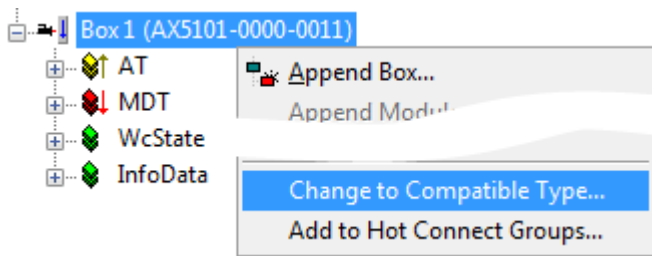 Box 1 (AX5101-0000-0011)
AT
MDT
WcState
InfoData
Append Box...
Append
Change to Compatible Type...
Add to Hot Connect Groups...